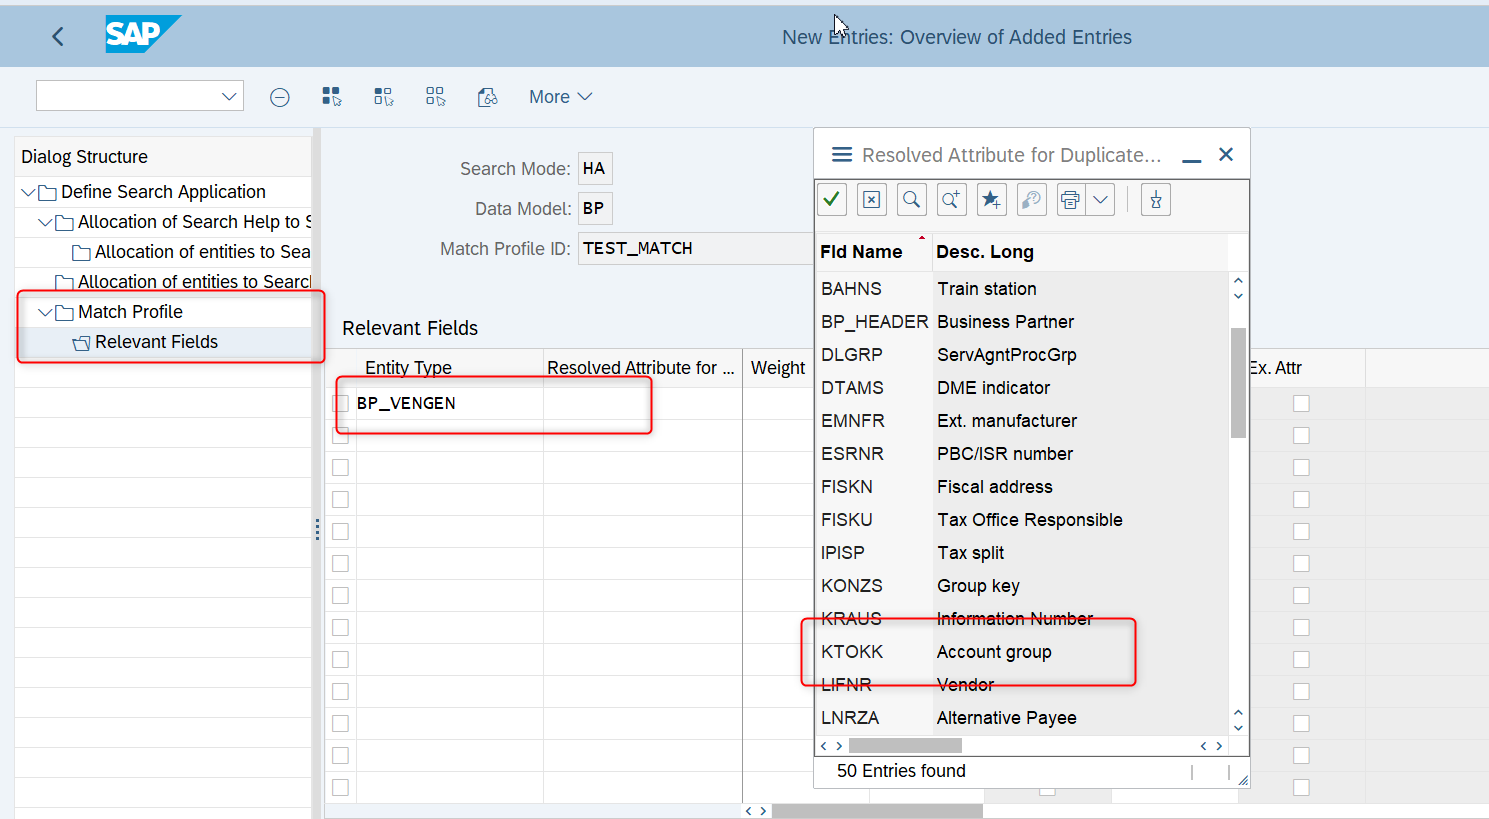 SAP
New Entries: Overview of Added Entries
More
Dialog Structure
Define Search Application
Allocation of Search Help to S
Allocation of entities to Sea
Allocation of entities to Searcl
Match Profile
Relevant Fields
Search Mode: HA
Data Model: BP
Match Profile ID: TEST_MATCH
Relevant Fields
Entity Type Resolved Attribute for ... Weight Ex. Attr
BP_VENGEN
Resolved Attribute for Duplicate...
Fld Name Desc. Long
BAHNS Train station
BP_HEADER Business Partner
DLGRP ServAgntProcGrp
DTAMS DME indicator
EMNFR Ext. manufacturer
ESRNR PBC/ISR number
FISKN Fiscal address
FISKU Tax Office Responsible
IPISP Tax split
KONZS Group key
KRAUS Information Number
KTOKK Account group
LIFNR Vendor
LNRZA Alternative Payee
50 Entries found